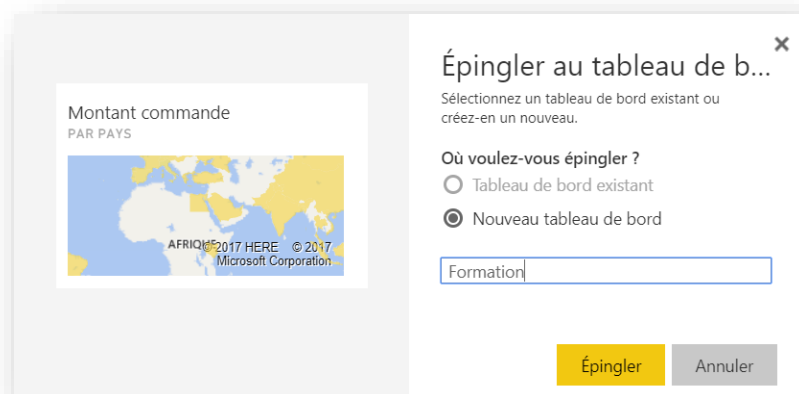 Montant commande
PAR PAYS
AFRIQUE
© 2017 HERE © 2017
Microsoft Corporation
×
Épingler au tableau de b...
Sélectionnez un tableau de bord existant ou
créez-en un nouveau.
Où voulez-vous épingler ?
Tableau de bord existant
Nouveau tableau de bord
Formation
Épingler
Annuler